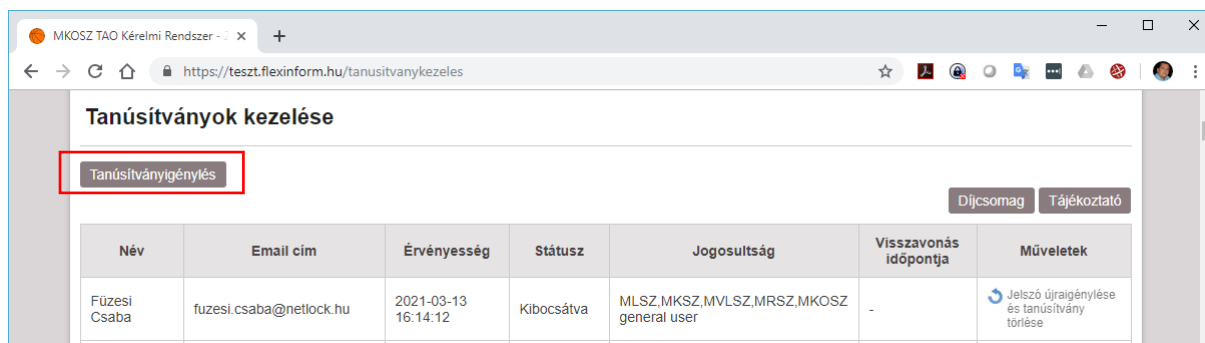 MKOSZ TAO Kérelmi Rendszer - 2
https://teszt.flexinform.hu/tanusitvanykezeles
Tanúsítványok kezelése
Tanúsítványigénylés
Díjcsomag Tájékoztató
Név Email cím Érvényesség Státusz Jogosultság Visszavonás időpontja Műveletek
Füzesi Csaba fuzesi.csaba@netlock.hu 2021-03-13 16:14:12 Kibocsátva MLSZ,MKSZ,MVLSZ,MRSZ,MKOSZ general user - Jelszó újraigénylése és tanúsítvány törlése